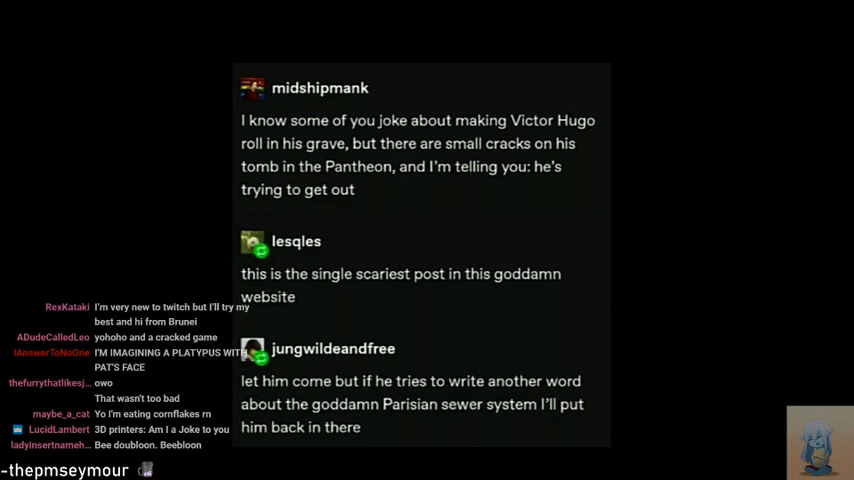 midshipmank
I know some of you joke about making Victor Hugo
roll in his grave, but there are small cracks on his
tomb in the Pantheon, and I'm telling you: he's
trying to get out
lesqles
this is the single scariest post in this goddamn
website
jungwildeandfree
let him come but if he tries to write another word
about the goddamn Parisian sewer system I'll put
him back in there
RexKataki I'm very new to twitch but I'll try my
best and hi from Brunei
ADudeCalledLeo yohoho and a cracked game
IAnswerToNoOne I'M IMAGINING A PLATYPUS WITH
PAT'S FACE
thefurrythatlikesj... owo
That wasn't too bad
maybe_a_cat Yo I'm eating cornflakes rn
LucidLambert 3D printers: Am I a Joke to you
ladyinsertnameh... Bee doubloon. Beebloon
-thepmseymour